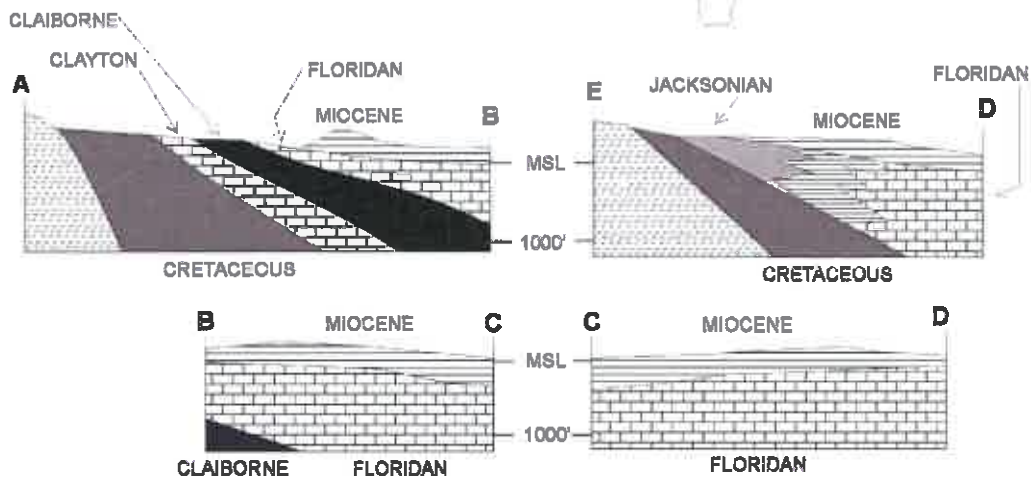 CLAIBORNE
CLAYTON
FLORIDAN
A
MIOCENE
B
MSL
1000'
CRETACEOUS
E
JACKSONIAN
FLORIDAN
D
MIOCENE
CRETACEOUS
B
MIOCENE
C
MSL
1000'
CLAIBORNE
FLORIDAN
C
MIOCENE
D
FLORIDAN